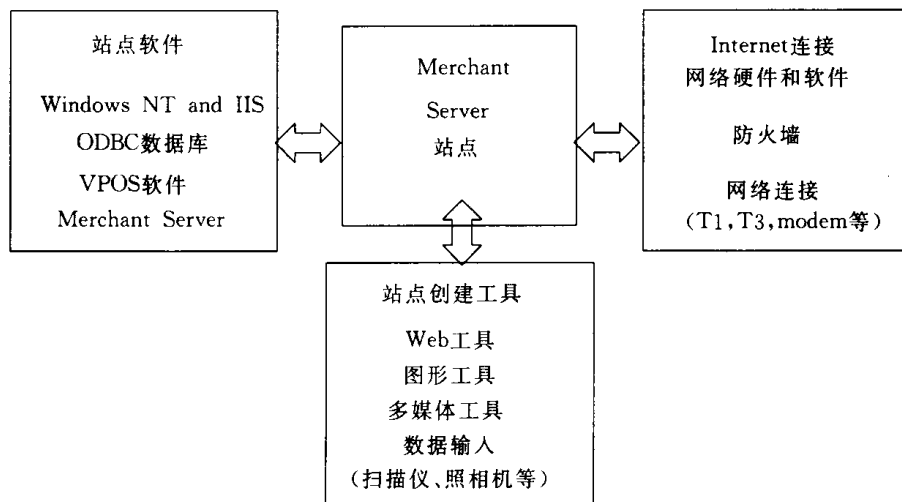 站点软件
Windows NT and IIS
ODBC数据库
VPOS软件
Merchant Server
Merchant
Server
站点
Internet连接
网络硬件和软件
防火墙
网络连接
(T1,T3,modem等)
站点创建工具
Web工具
图形工具
多媒体工具
数据输入
(扫描仪、照相机等)